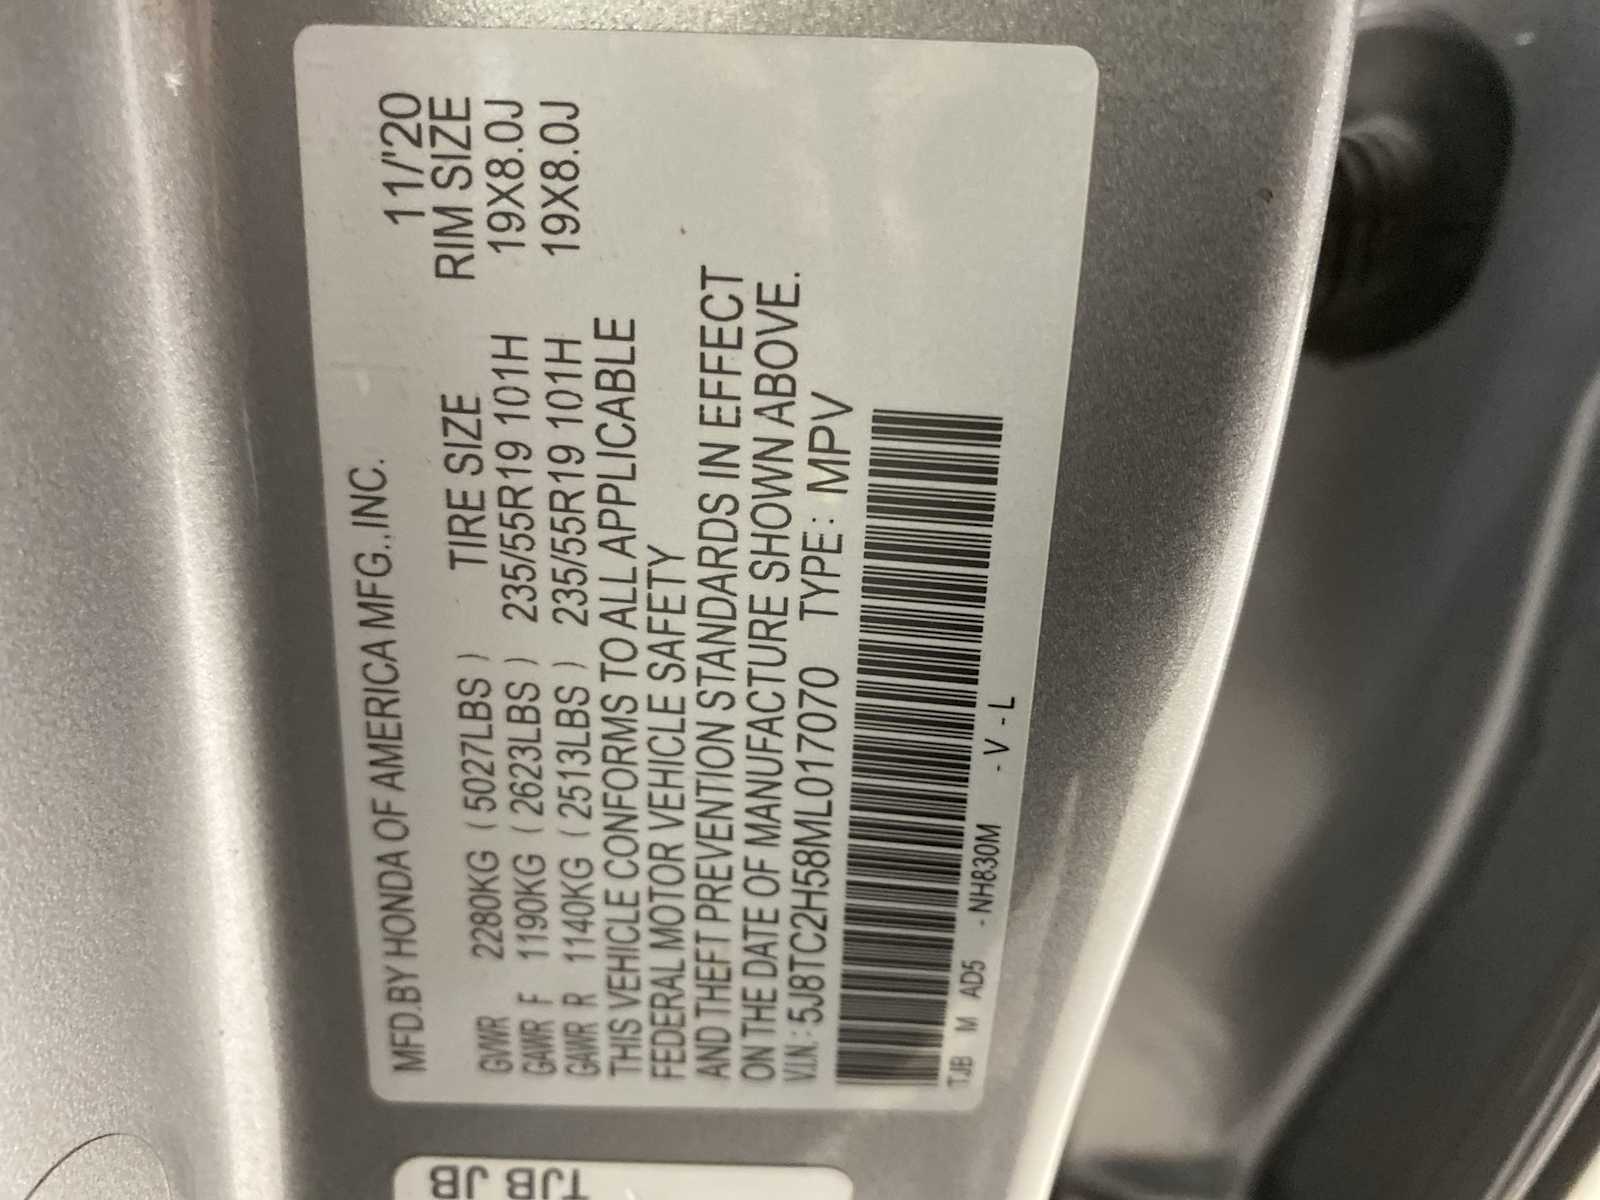 MFD.BY HONDA OF AMERICA MFG.,INC. 11/'20
TIRE SIZE RIM SIZE
GVWR 2280KG (5027LBS)
GAWR F 1190KG (2623LBS) 235/55R19 101H 19X8.0J
GAWR R 1140KG (2513LBS) 235/55R19 101H 19X8.0J
THIS VEHICLE CONFORMS TO ALL APPLICABLE
FEDERAL MOTOR VEHICLE SAFETY
AND THEFT PREVENTION STANDARDS IN EFFECT
ON THE DATE OF MANUFACTURE SHOWN ABOVE.
V.I.N.: 5J8TC2H58ML017070 TYPE: MPV
TJB M AD5 - NH830M - V - L
TJB
TJB